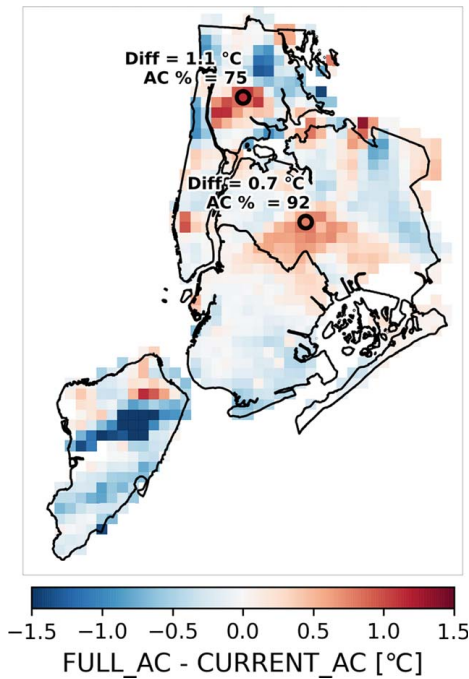 Diff = 1.1 °C
AC % = 75
Diff = 0.7 °C
AC % = 92
−1.5 −1.0 −0.5 0.0 0.5 1.0 1.5
FULL_AC - CURRENT_AC [°C]